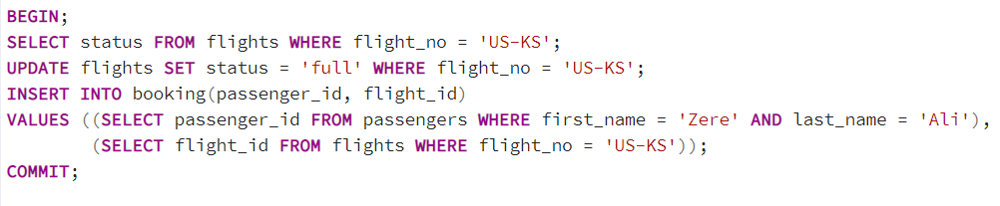 BEGIN;
SELECT status FROM flights WHERE flight_no = 'US-KS';
UPDATE flights SET status = 'full' WHERE flight_no = 'US-KS';
INSERT INTO booking(passenger_id, flight_id)
VALUES ((SELECT passenger_id FROM passengers WHERE first_name = 'Zere' AND last_name = 'Ali'),
(SELECT flight_id FROM flights WHERE flight_no = 'US-KS'));
COMMIT;